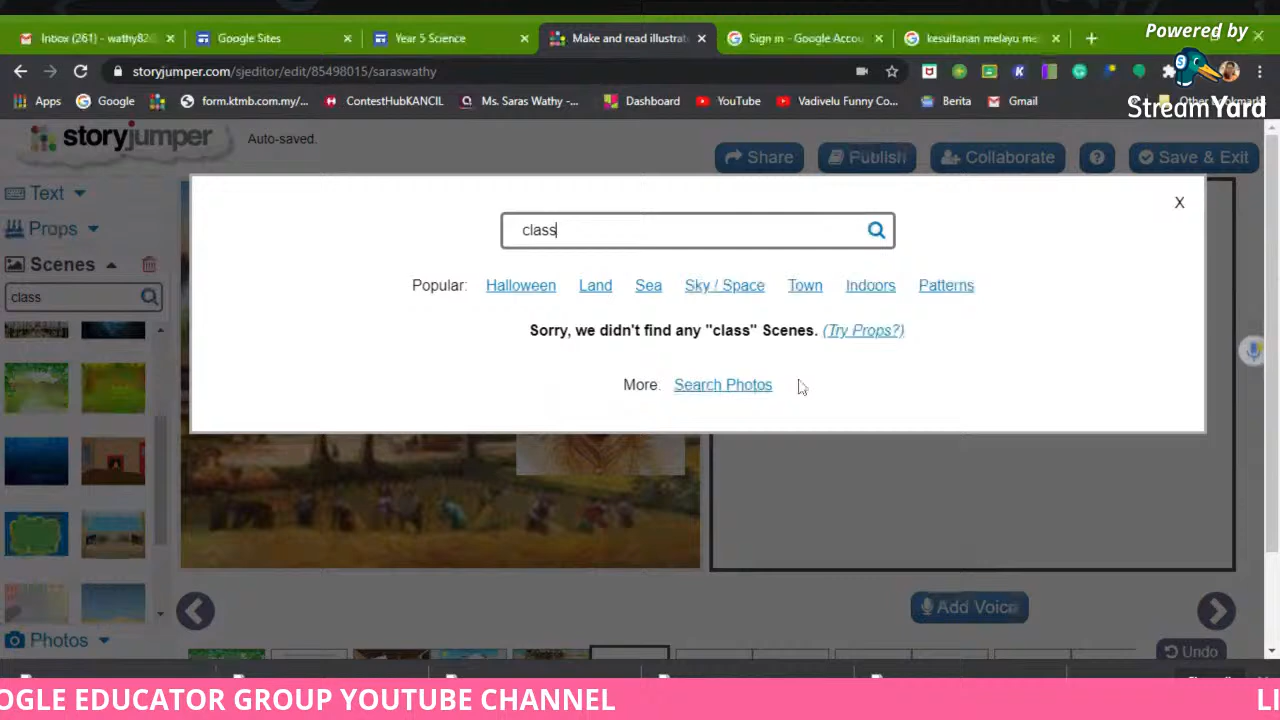 Inbox (261) - wathy826
Google Sites
Year 5 Science
Make and read illustrat
Sign in - Google Accou
kesultanan melayu me
Powered by
storyjumper.com/sjeditor/edit/85498015/saraswathy
Apps
Google
form.ktmb.com.my/...
ContestHubKANCIL
Ms. Saras Wathy -...
Dashboard
YouTube
Vadivelu Funny Co...
Berita
Gmail
StreamYard
storyjumper
Auto-saved.
Share
Publish
Collaborate
?
Save & Exit
Text
Props
Scenes
class
X
class
Popular: Halloween Land Sea Sky / Space Town Indoors Patterns
Sorry, we didn't find any "class" Scenes. (Try Props?)
More: Search Photos
Add Voice
Photos
Undo
OGLE EDUCATOR GROUP YOUTUBE CHANNEL
LI